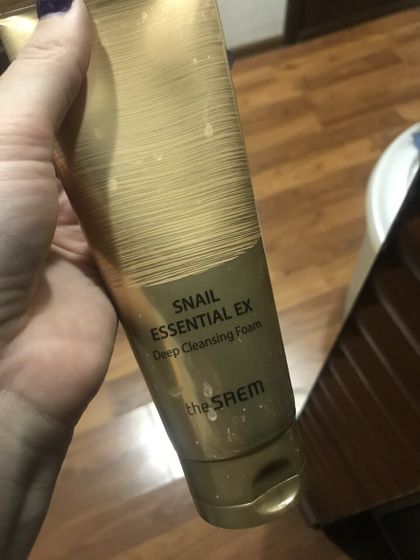 SNAIL
ESSENTIAL EX
Deep Cleansing Foam
the SAEM